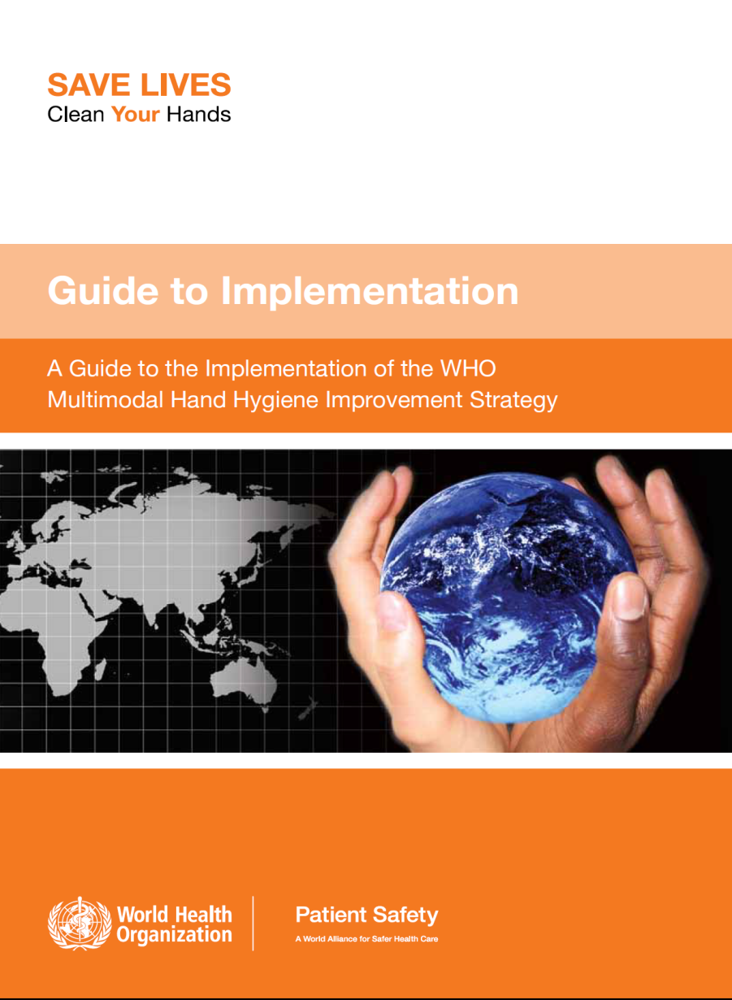 SAVE LIVES
Clean Your Hands
Guide to Implementation
A Guide to the Implementation of the WHO
Multimodal Hand Hygiene Improvement Strategy
World Health
Organization
Patient Safety
A World Alliance for Safer Health Care